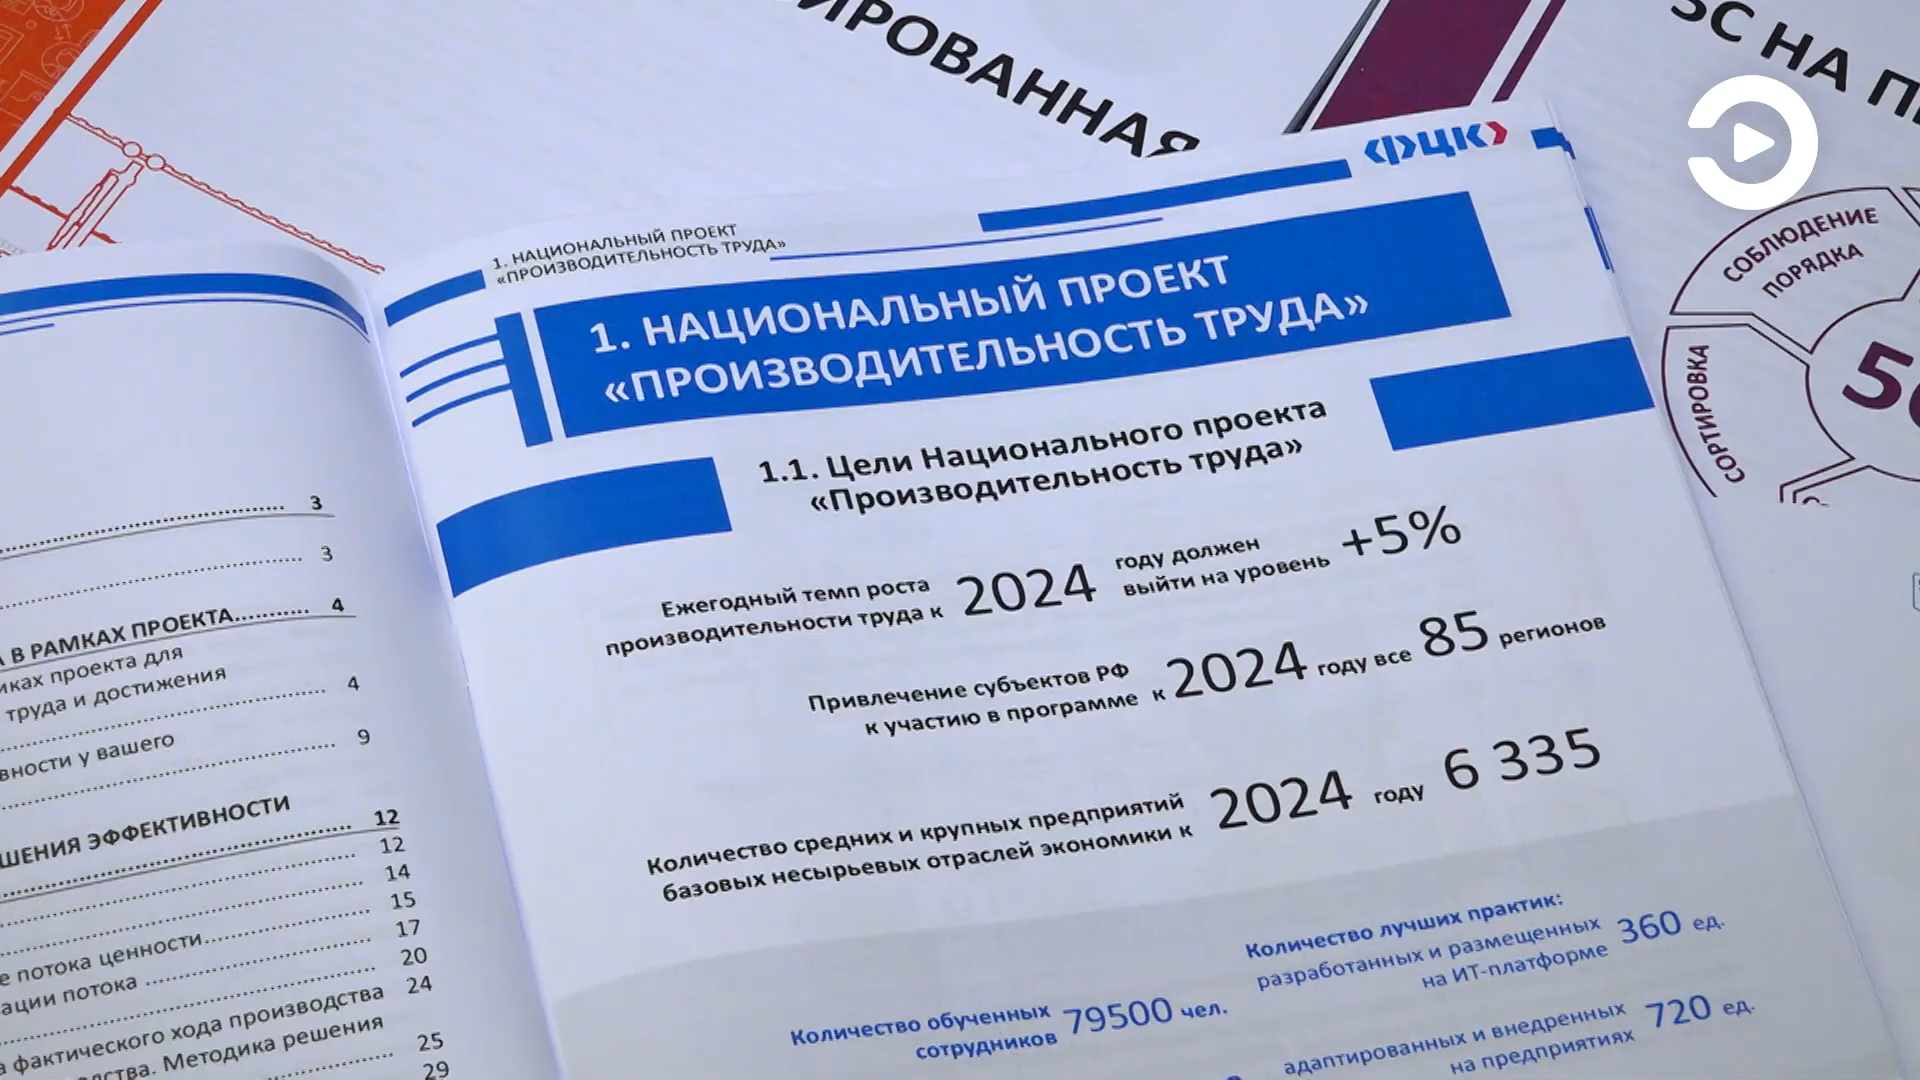 ИРОВАННАЯ
5С НА П
СОБЛЮДЕНИЕ
ПОРЯДКА
СОРТИРОВКА
5
ФЦК
1. НАЦИОНАЛЬНЫЙ ПРОЕКТ
«ПРОИЗВОДИТЕЛЬНОСТЬ ТРУДА»
1. НАЦИОНАЛЬНЫЙ ПРОЕКТ
«ПРОИЗВОДИТЕЛЬНОСТЬ ТРУДА»
1.1. Цели Национального проекта
«Производительность труда»
Ежегодный темп роста
производительности труда к 2024 году должен
выйти на уровень +5%
Привлечение субъектов РФ
к участию в программе к 2024 году все 85 регионов
Количество средних и крупных предприятий
базовых несырьевых отраслей экономики к 2024 году 6 335
Количество лучших практик:
разработанных и размещенных
на ИТ-платформе 360 ед.
Количество обученных
сотрудников 79500 чел.
адаптированных и внедренных
на предприятиях 720 ед.
3
3
А В РАМКАХ ПРОЕКТА.......... 4
мках проекта для
труда и достижения
4
вности у вашего
9
ШЕНИЯ ЭФФЕКТИВНОСТИ
12
12
14
15
е потока ценности 17
ации потока 20
24
а фактического хода производства
дства. Методика решения
25
29